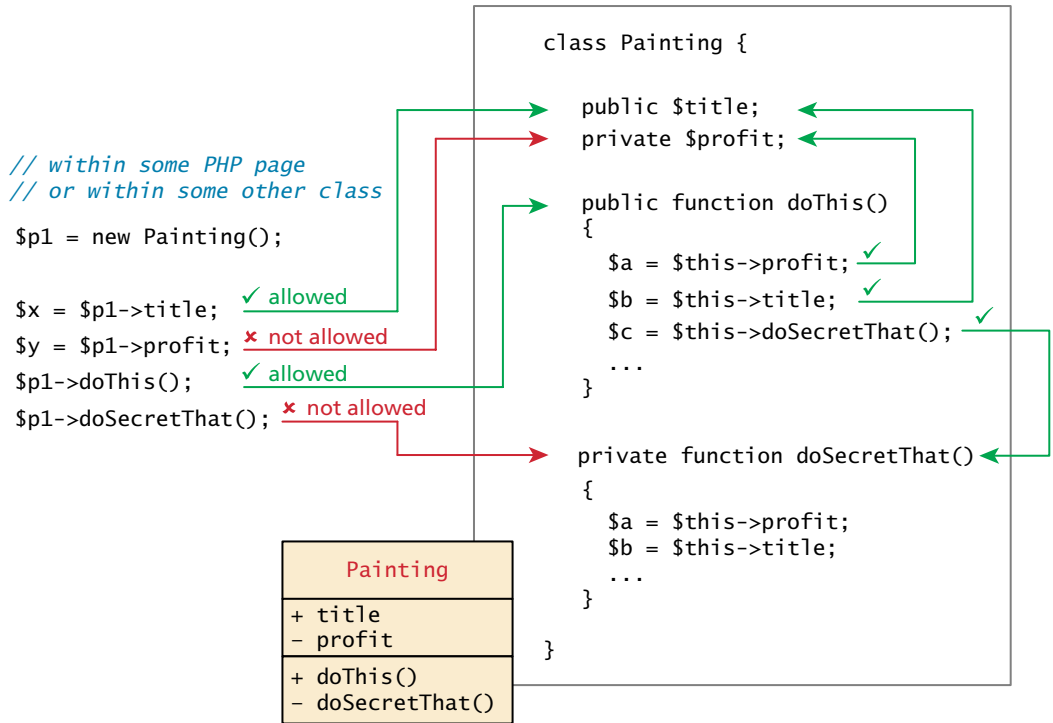 class Painting {
public $title;
private $profit;
// within some PHP page
// or within some other class
$p1 = new Painting();
$x = $p1->title; ✓ allowed
$y = $p1->profit; ✘ not allowed
$p1->doThis(); ✓ allowed
$p1->doSecretThat(); ✘ not allowed
public function doThis()
{
$a = $this->profit; ✓
$b = $this->title; ✓
$c = $this->doSecretThat(); ✓
...
}
private function doSecretThat()
{
$a = $this->profit;
$b = $this->title;
...
}
}
Painting
+ title
– profit
+ doThis()
– doSecretThat()